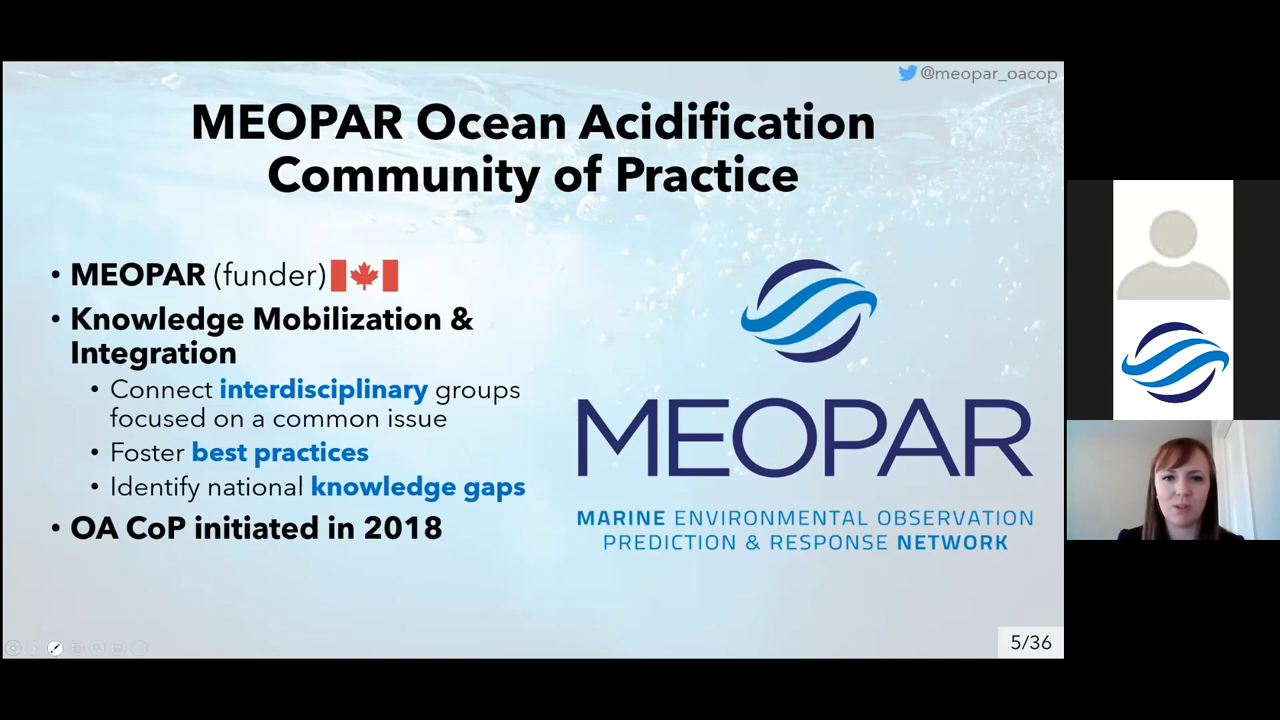 @meopar_oacop
MEOPAR Ocean Acidification
Community of Practice
• MEOPAR (funder)
• Knowledge Mobilization &
Integration
• Connect interdisciplinary groups
focused on a common issue
• Foster best practices
• Identify national knowledge gaps
• OA CoP initiated in 2018
MEOPAR
MARINE ENVIRONMENTAL OBSERVATION
PREDICTION & RESPONSE NETWORK
5/36